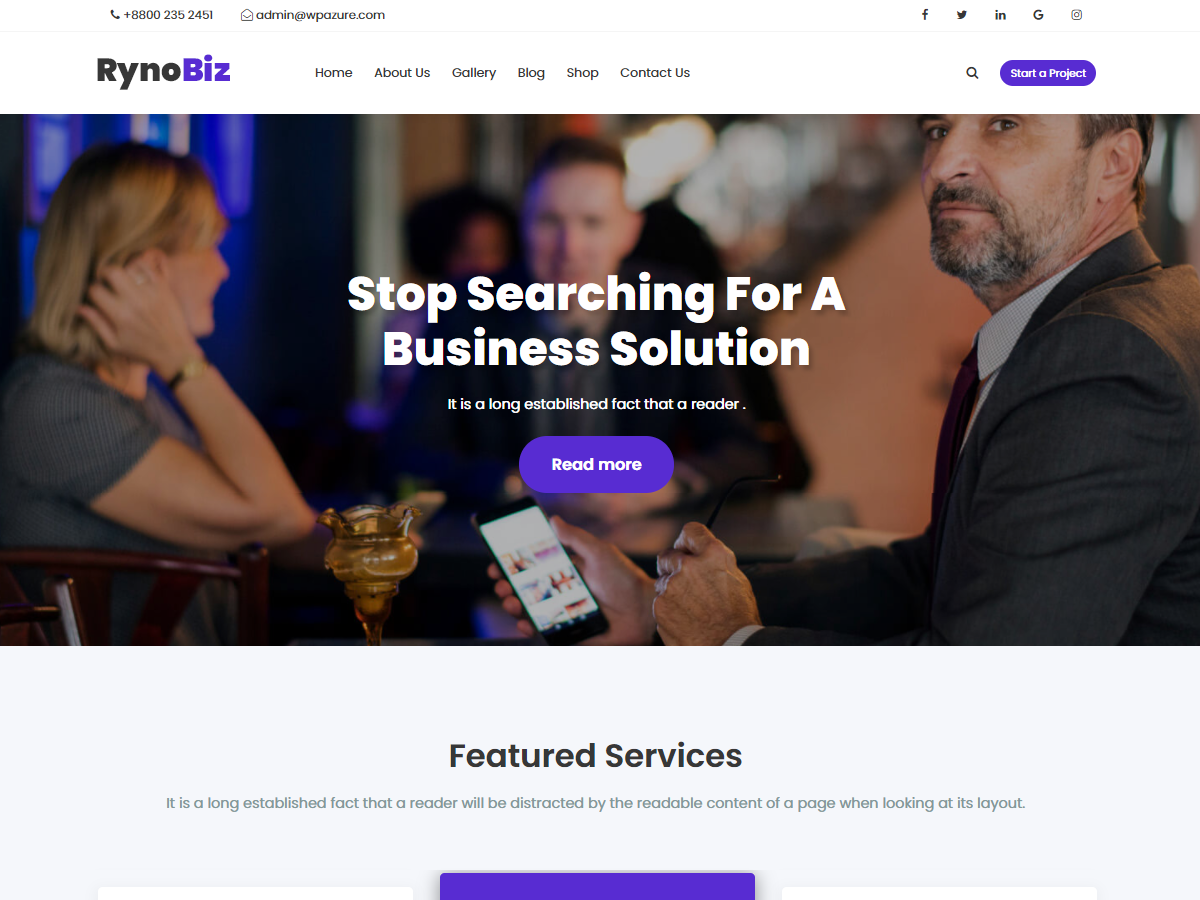 +8800 235 2451 admin@wpazure.com
RynoBiz
Home About Us Gallery Blog Shop Contact Us
Start a Project
Stop Searching For A
Business Solution
It is a long established fact that a reader .
Read more
Featured Services
It is a long established fact that a reader will be distracted by the readable content of a page when looking at its layout.